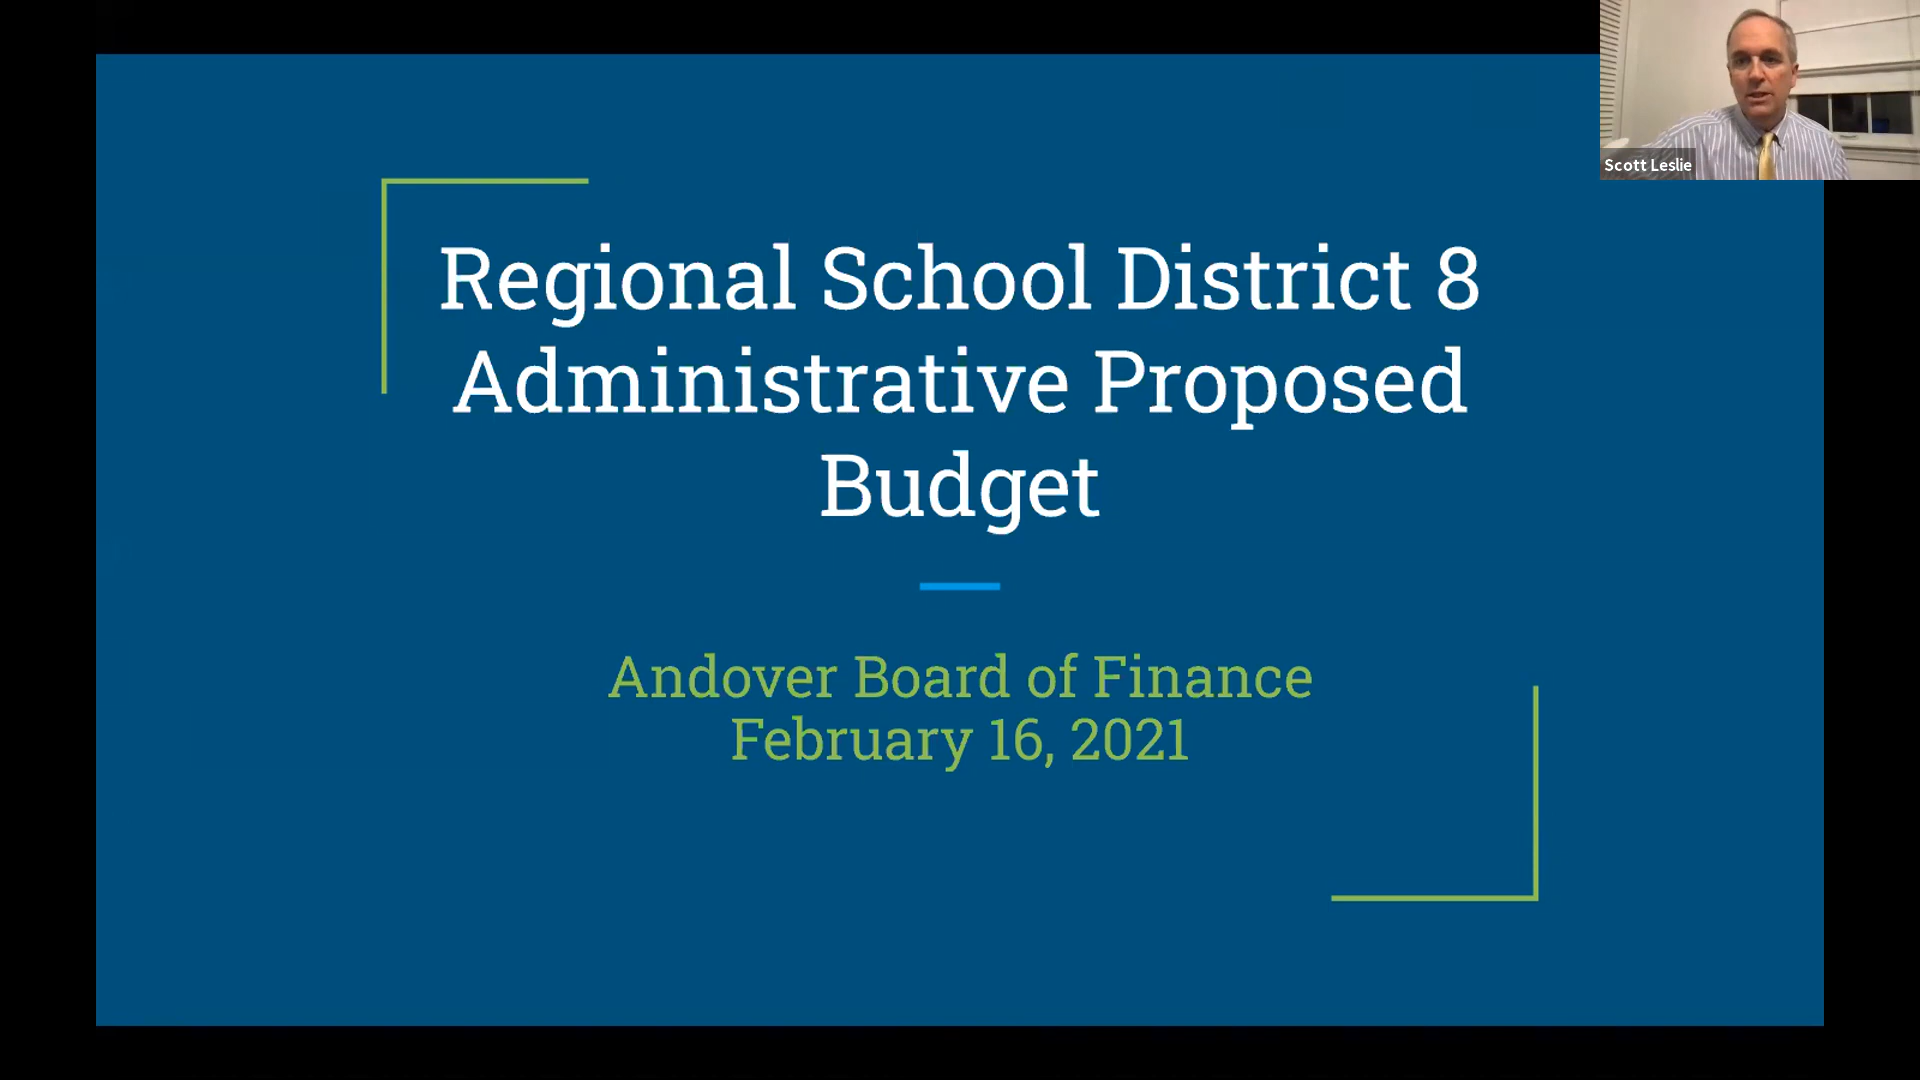 Scott Leslie
Regional School District 8
Administrative Proposed
Budget
Andover Board of Finance
February 16, 2021